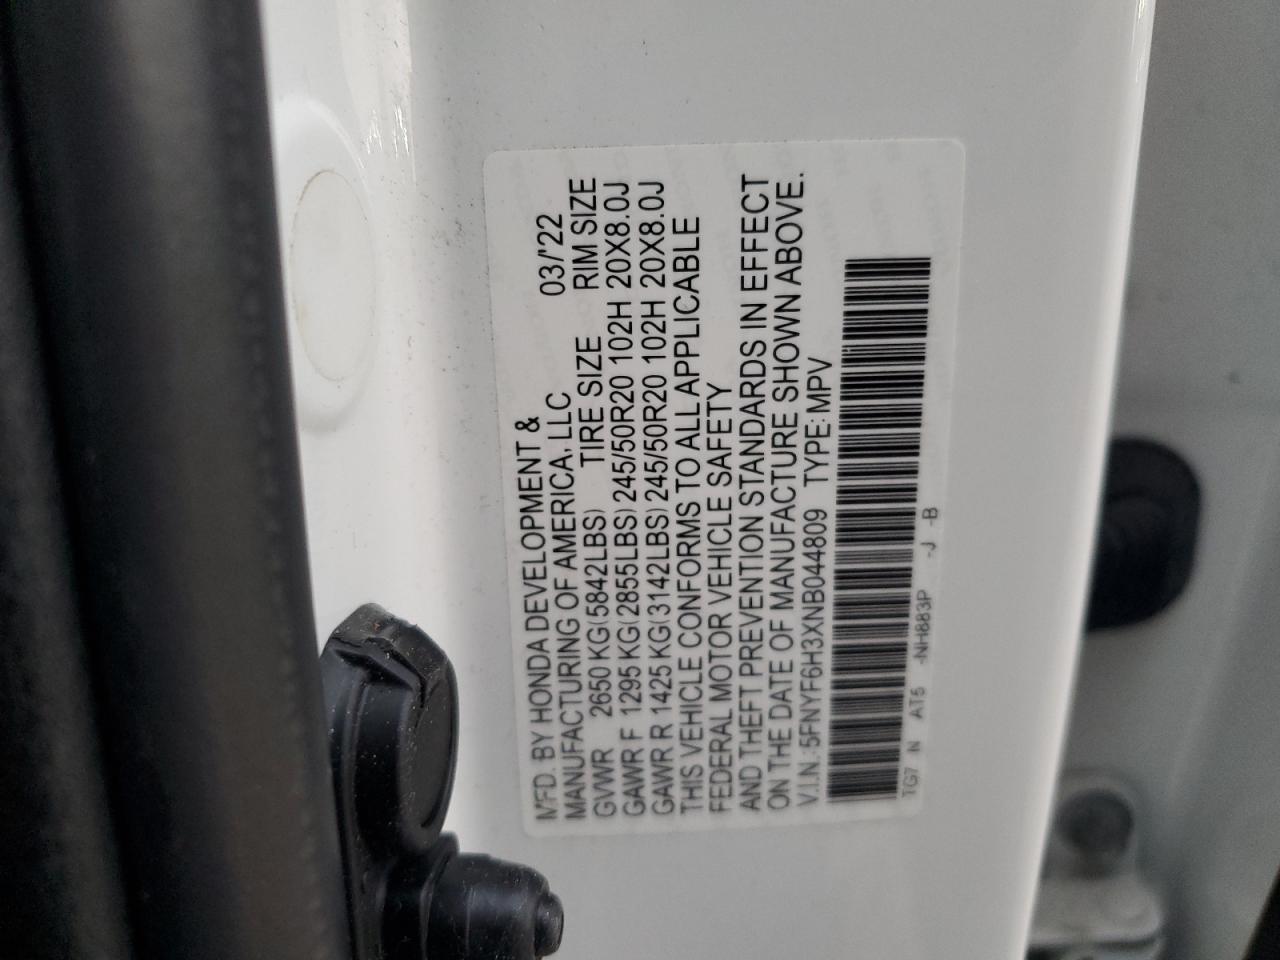 MFD. BY HONDA DEVELOPMENT &
MANUFACTURING OF AMERICA, LLC 03/'22
GVWR 2650 KG(5842LBS) TIRE SIZE RIM SIZE
GAWR F 1295 KG(2855LBS) 245/50R20 102H 20X8.0J
GAWR R 1425 KG(3142LBS) 245/50R20 102H 20X8.0J
THIS VEHICLE CONFORMS TO ALL APPLICABLE
FEDERAL MOTOR VEHICLE SAFETY
AND THEFT PREVENTION STANDARDS IN EFFECT
ON THE DATE OF MANUFACTURE SHOWN ABOVE.
V.I.N.:5FNYF6H3XNB044809 TYPE:MPV
TG7 N AT5 -NH883P -J -B